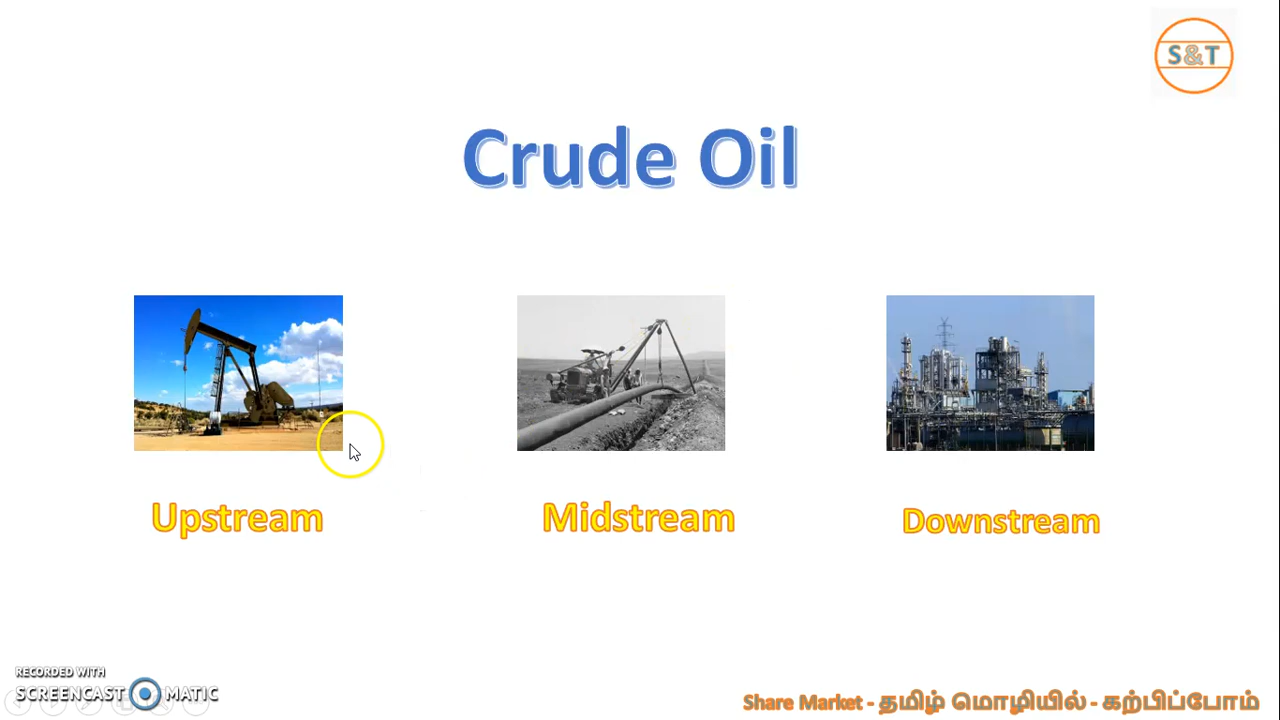 S&T
Crude Oil
Upstream
Midstream
Downstream
RECORDED WITH
SCREENCAST MATIC
Share Market - தமிழ் மொழியில் - கற்பிப்போம்